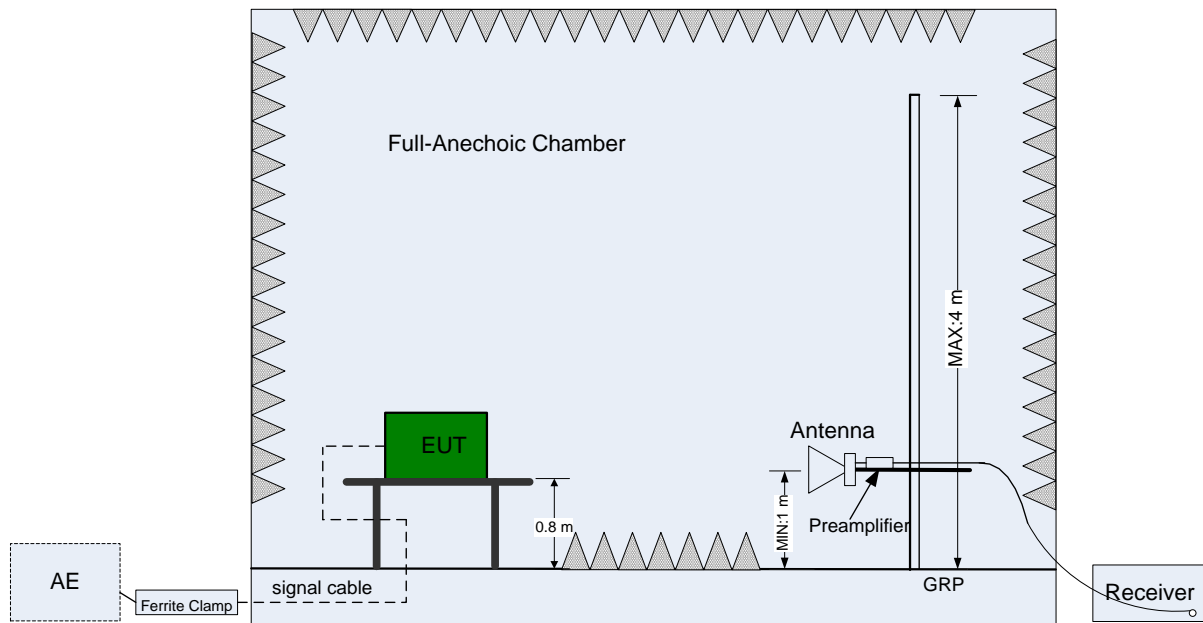 Full-Anechoic Chamber
MAX:4 m
EUT
Antenna
0.8 m
MIN:1 m
Preamplifier
AE
signal cable
GRP
Ferrite Clamp
Receiver